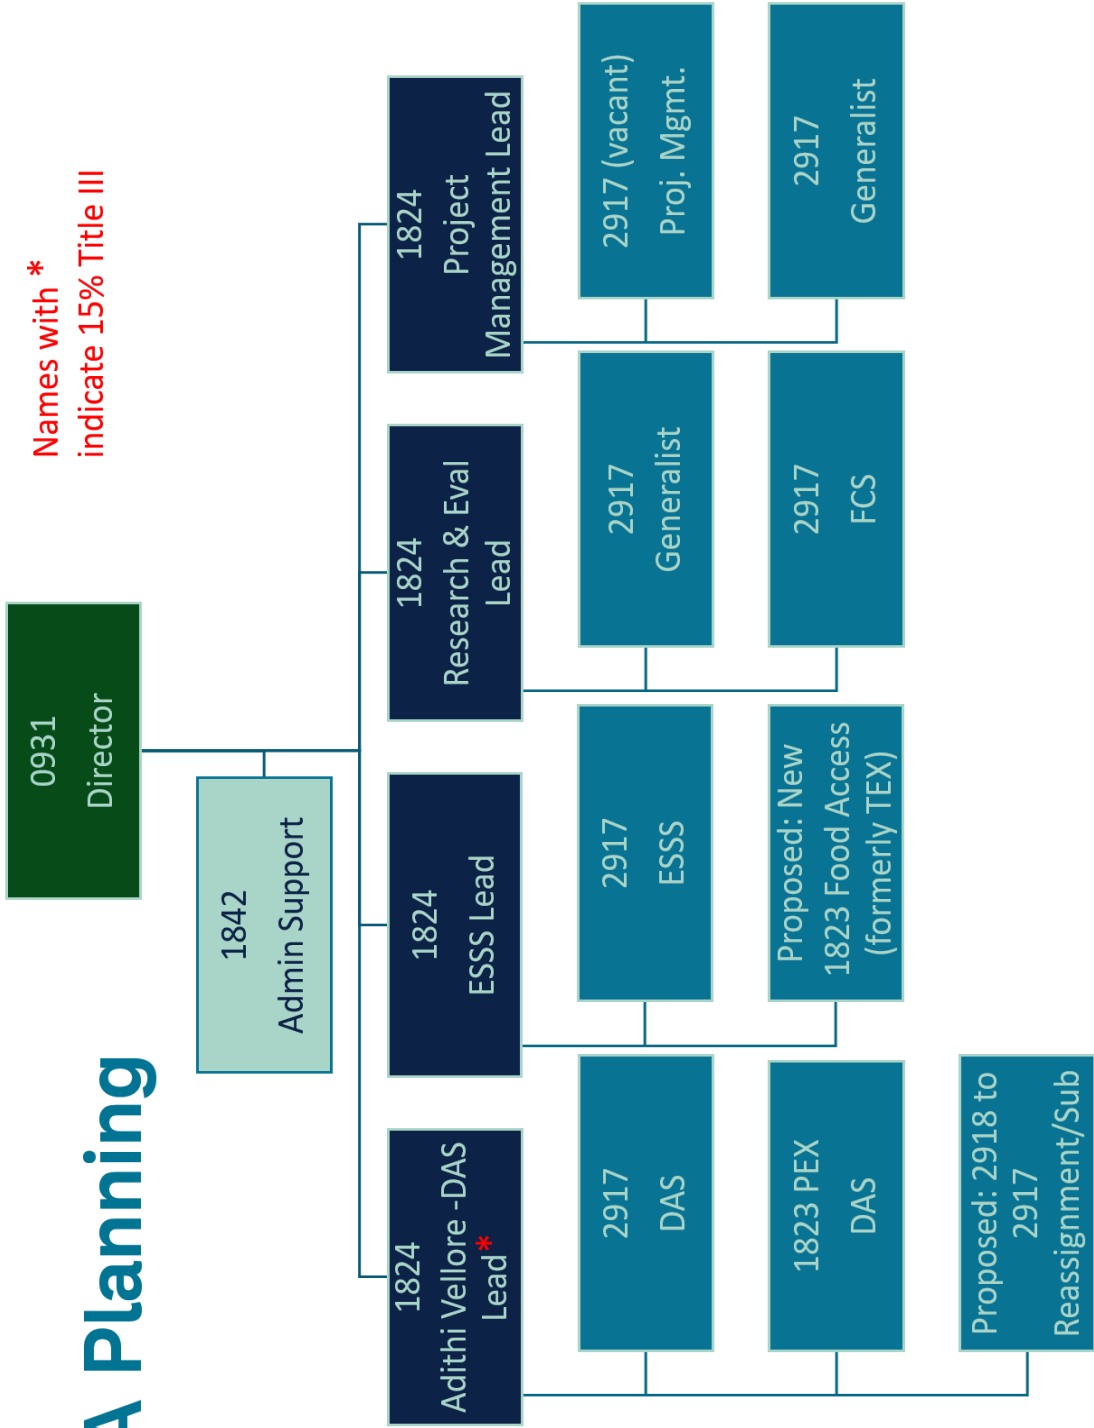 A Planning
Names with *
indicate 15% Title III
0931
Director
1842
Admin Support
1824
Adithi Vellore -DAS
Lead*
1824
ESSS Lead
1824
Research & Eval
Lead
1824
Project
Management Lead
2917
DAS
2917
ESSS
2917
Generalist
2917 (vacant)
Proj. Mgmt.
1823 PEX
DAS
Proposed: New
1823 Food Access
(formerly TEX)
2917
FCS
2917
Generalist
Proposed: 2918 to
2917
Reassignment/Sub